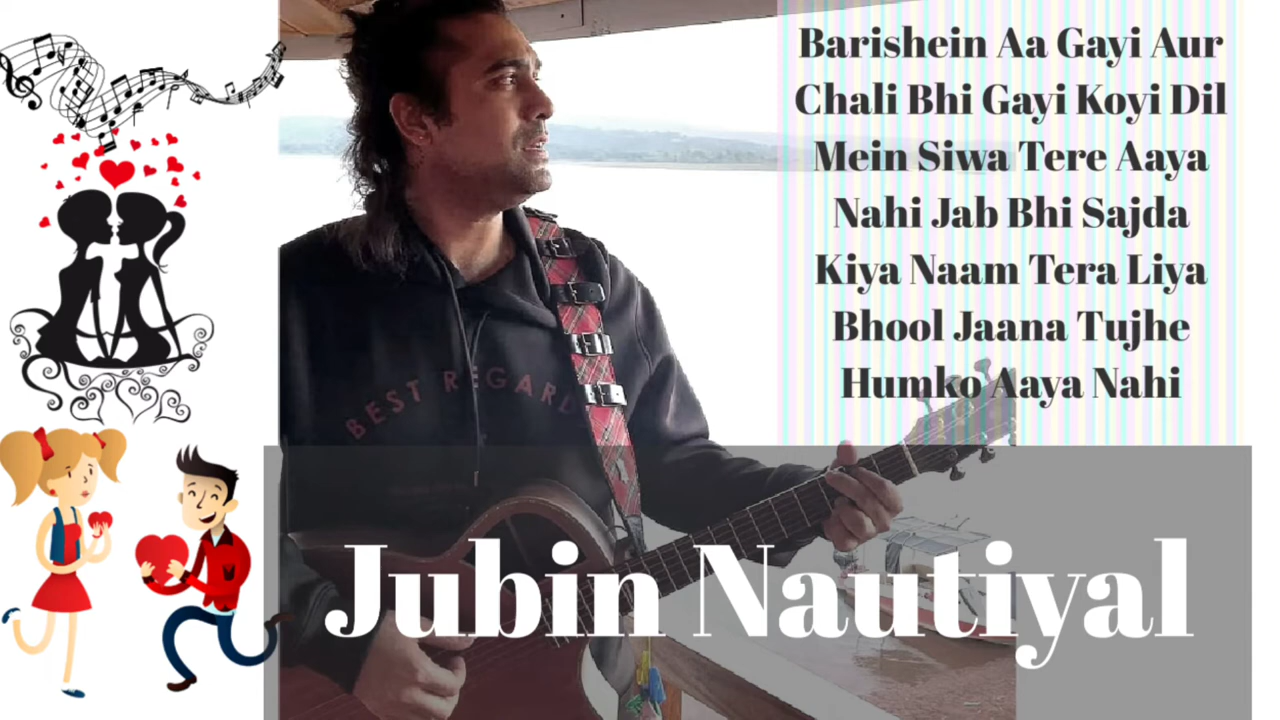 Barishein Aa Gayi Aur
Chali Bhi Gayi Koyi Dil
Mein Siwa Tere Aaya
Nahi Jab Bhi Sajda
Kiya Naam Tera Liya
Bhool Jaana Tujhe
Humko Aaya Nahi
BEST REGARD
Jubin Nautiyal